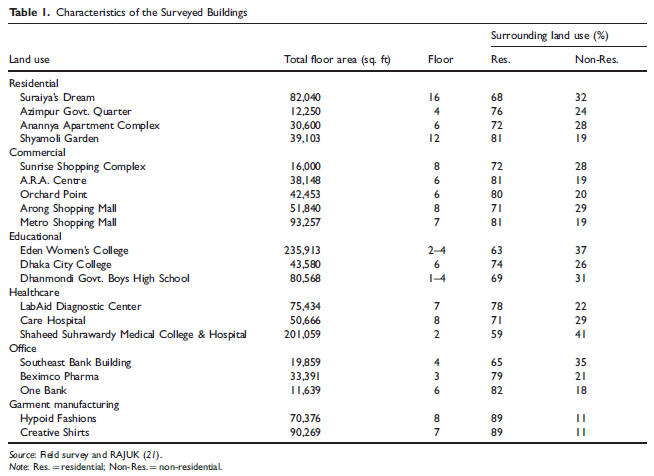 Table 1. Characteristics of the Surveyed Buildings
Surrounding land use (%)
Land use Total floor area (sq. ft) Floor Res. Non-Res.
Residential
Suraiya's Dream 82,040 16 68 32
Azimpur Govt. Quarter 12,250 4 76 24
Anannya Apartment Complex 30,600 6 72 28
Shyamoli Garden 39,103 12 81 19
Commercial
Sunrise Shopping Complex 16,000 8 72 28
A.R.A. Centre 38,148 6 81 19
Orchard Point 42,453 6 80 20
Arong Shopping Mall 51,840 8 71 29
Metro Shopping Mall 93,257 7 81 19
Educational
Eden Women's College 235,913 2–4 63 37
Dhaka City College 43,580 6 74 26
Dhanmondi Govt. Boys High School 80,568 1–4 69 31
Healthcare
LabAid Diagnostic Center 75,434 7 78 22
Care Hospital 50,666 8 71 29
Shaheed Suhrawardy Medical College & Hospital 201,059 2 59 41
Office
Southeast Bank Building 19,859 4 65 35
Beximco Pharma 33,391 3 79 21
One Bank 11,639 6 82 18
Garment manufacturing
Hypoid Fashions 70,376 8 89 11
Creative Shirts 90,269 7 89 11
Source: Field survey and RAJUK (21).
Note: Res. = residential; Non-Res. = non-residential.